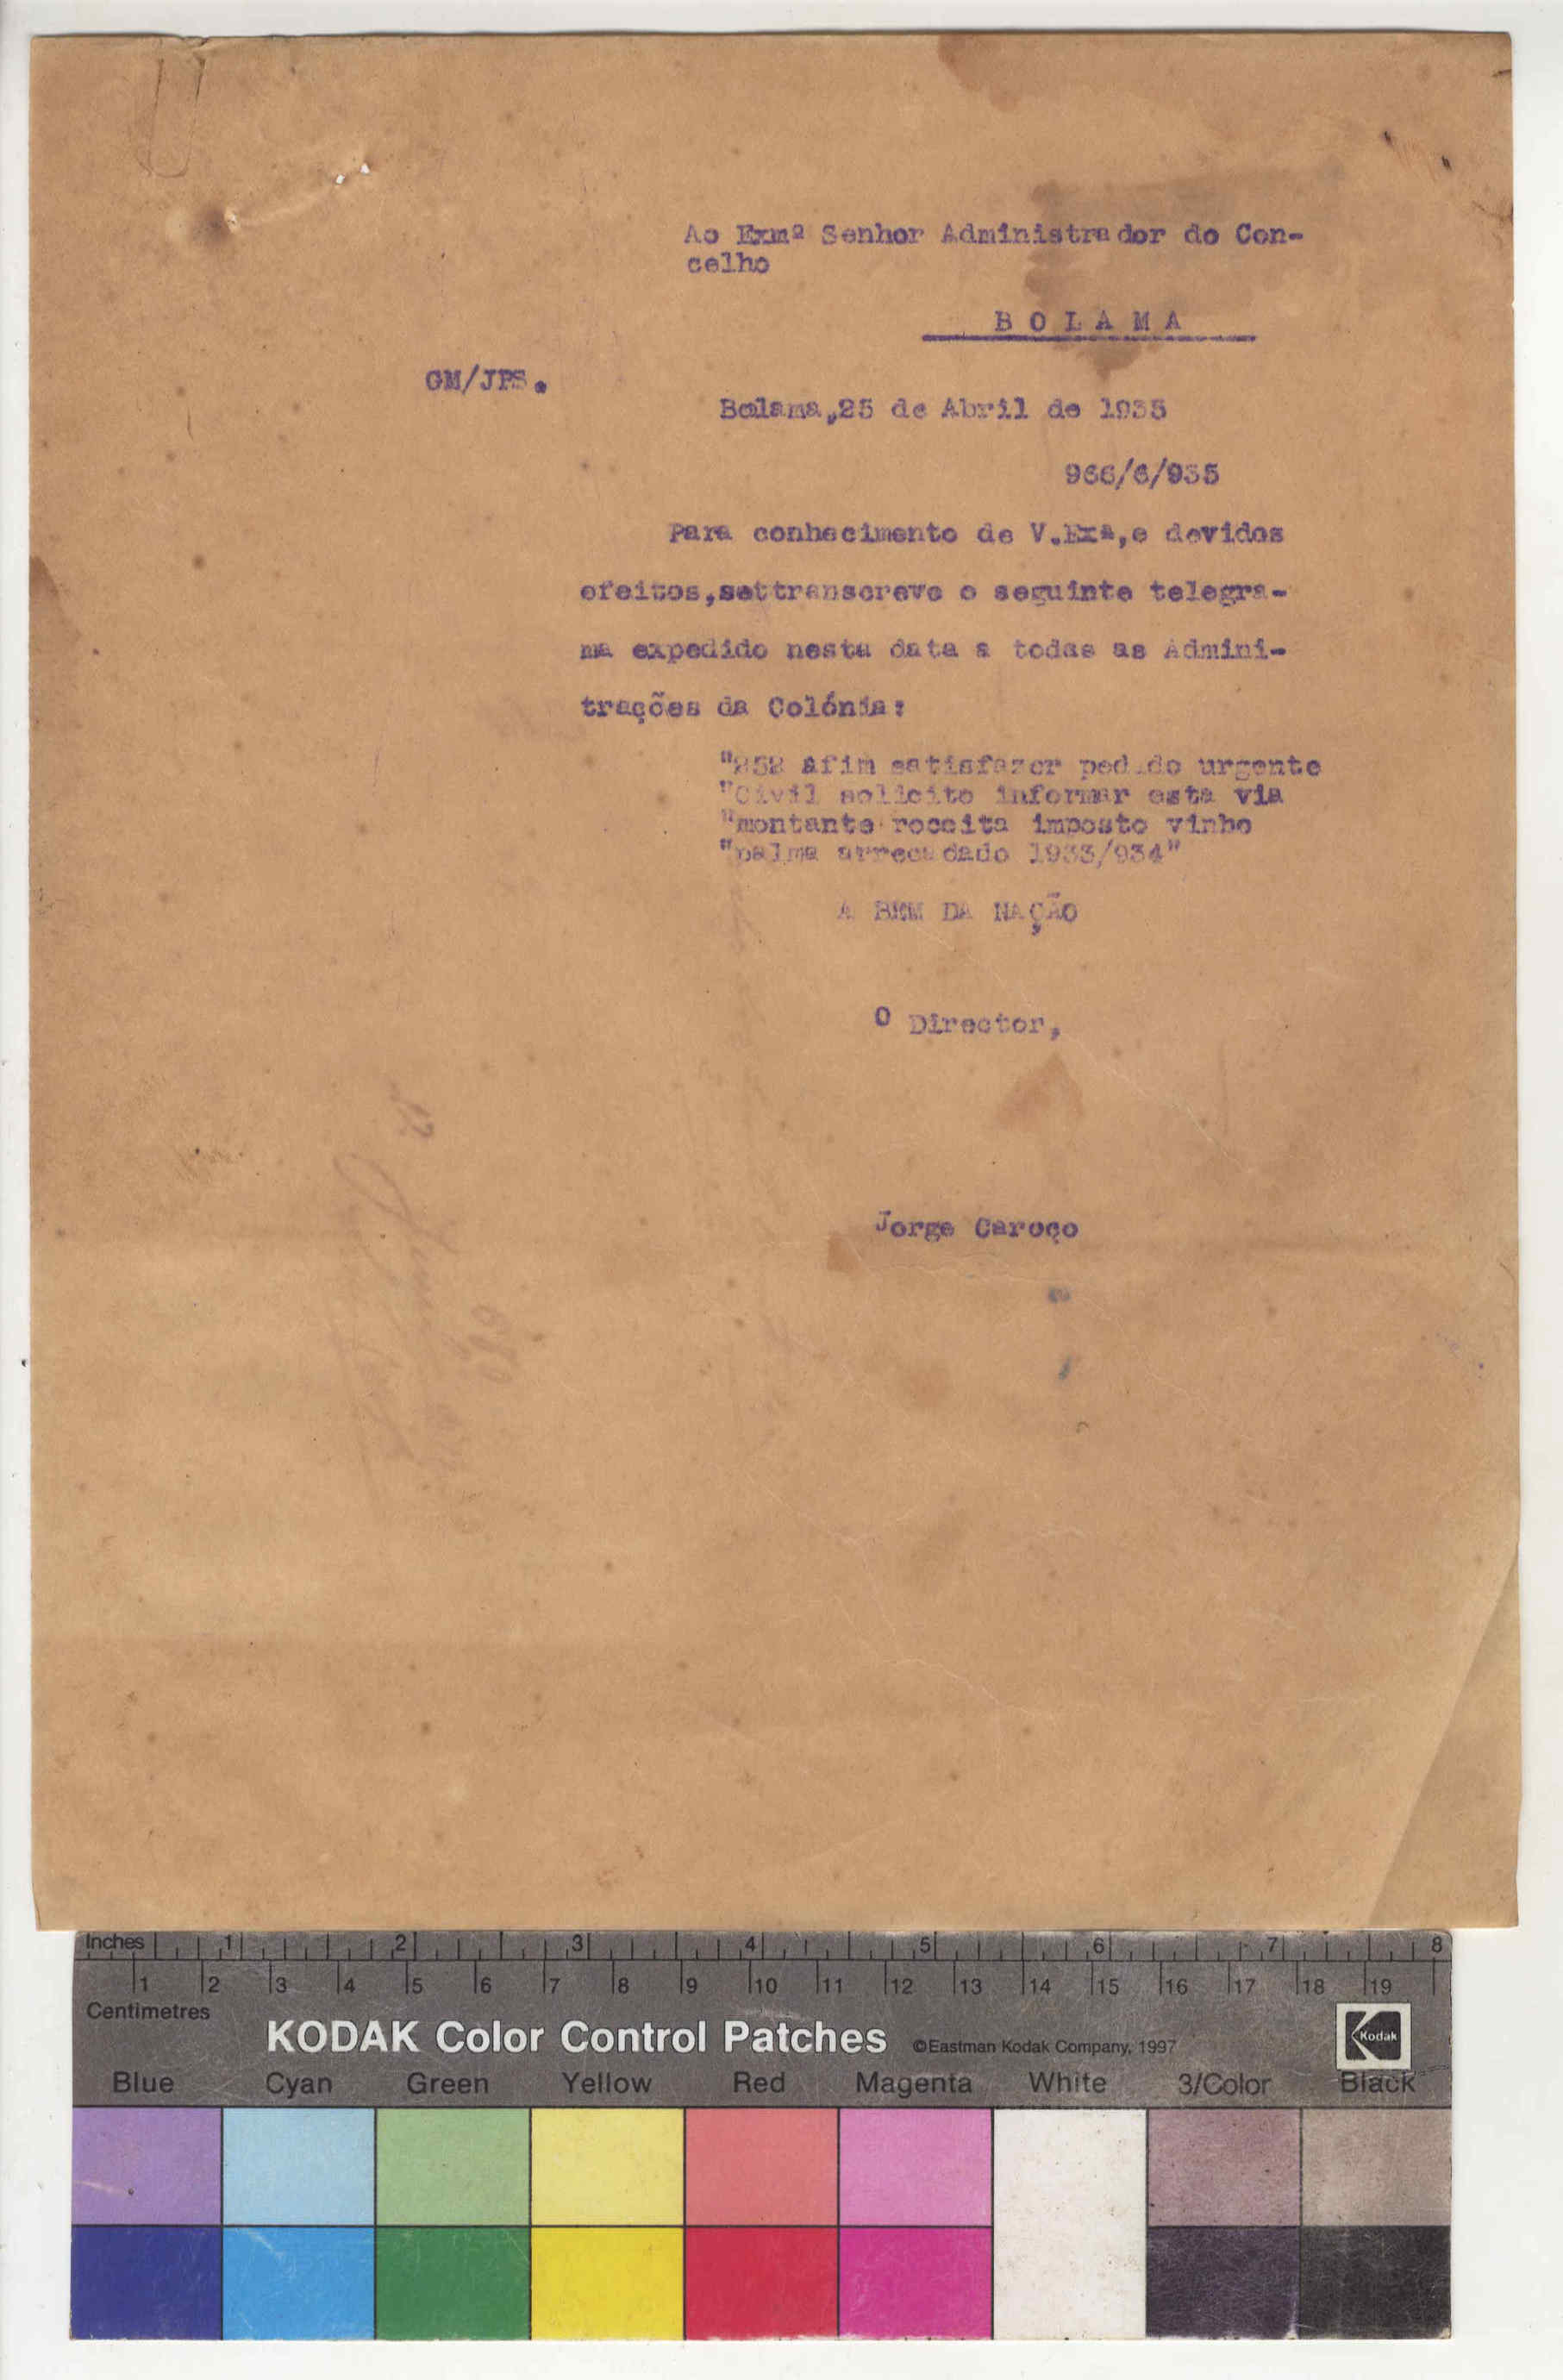 Ao Exmº Senhor Administrador do Con-
celho
B O L A M A
GM/JPS.
Bolama,25 de Abril de 1935
966/6/935
Para conhecimento de V.Exª,e devidos
efeitos,settranscreve o seguinte telegra-
ma expedido nesta data a todas as Admini-
trações da Colónia:
"252 Afim satisfazer pedido urgente
"Civil solicito informar esta via
"montante receita imposto vinho
"palma arrecadado 1933/934"
A BEM DA NAÇÃO
O Director,
Jorge Caroço
Inches 1 2 3 4 5 6 7 8
1 2 3 4 5 6 7 8 9 10 11 12 13 14 15 16 17 18 19
Centimetres
KODAK Color Control Patches ©Eastman Kodak Company, 1997 Kodak
Blue Cyan Green Yellow Red Magenta White 3/Color Black